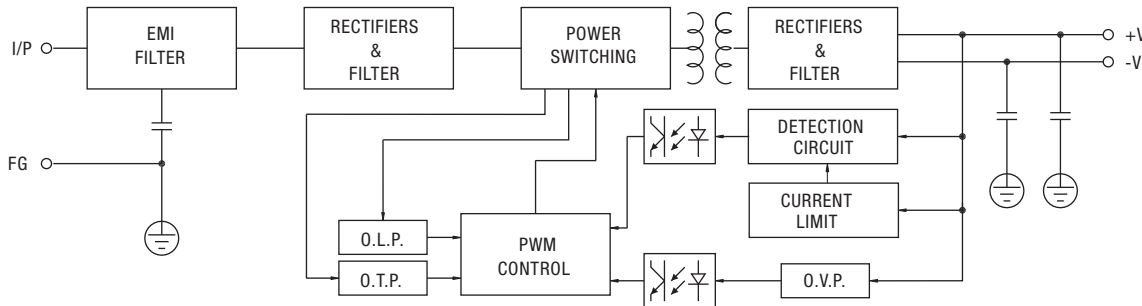 I/P
EMI
FILTER
RECTIFIERS
&
FILTER
POWER
SWITCHING
RECTIFIERS
&
FILTER
+V
-V
FG
DETECTION
CIRCUIT
CURRENT
LIMIT
O.L.P.
O.T.P.
PWM
CONTROL
O.V.P.